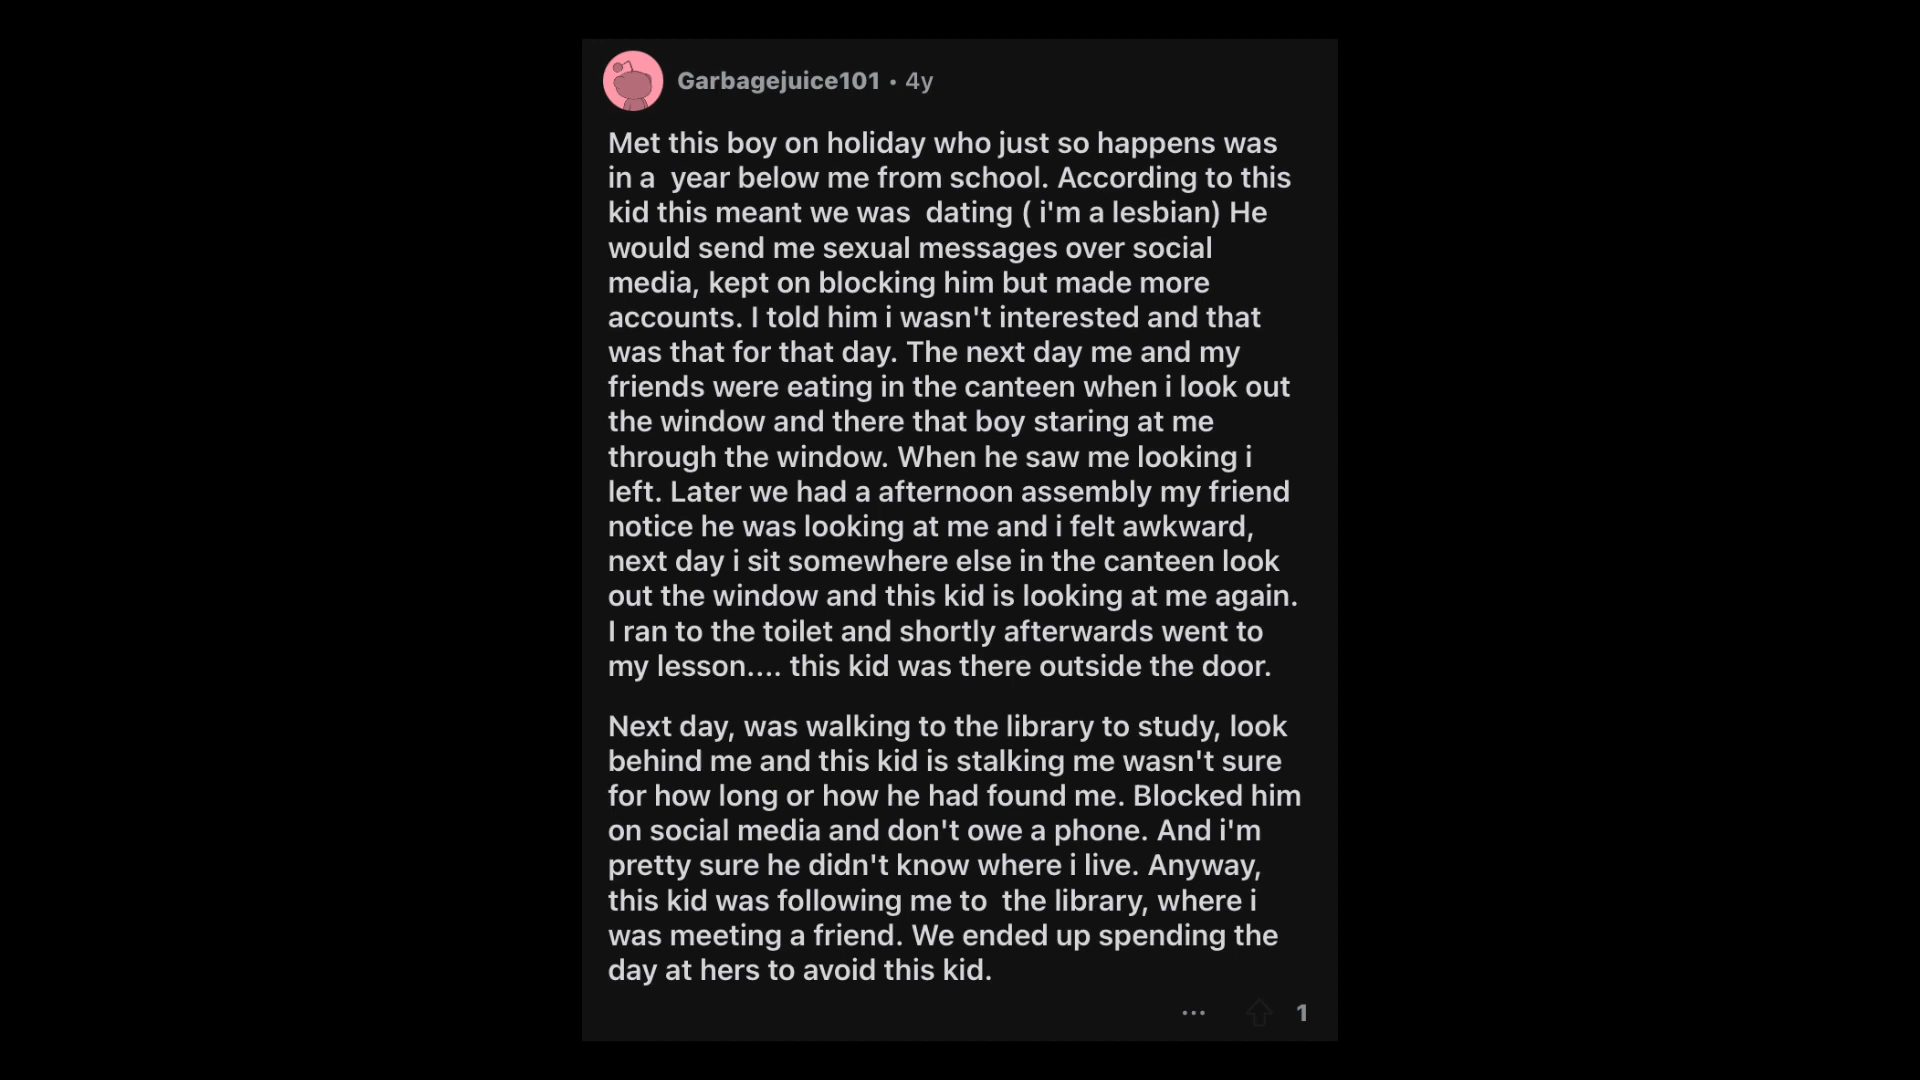 Garbagejuice101 • 4y
Met this boy on holiday who just so happens was
in a  year below me from school. According to this
kid this meant we was  dating ( i'm a lesbian) He
would send me sexual messages over social
media, kept on blocking him but made more
accounts. I told him i wasn't interested and that
was that for that day. The next day me and my
friends were eating in the canteen when i look out
the window and there that boy staring at me
through the window. When he saw me looking i
left. Later we had a afternoon assembly my friend
notice he was looking at me and i felt awkward,
next day i sit somewhere else in the canteen look
out the window and this kid is looking at me again.
I ran to the toilet and shortly afterwards went to
my lesson.... this kid was there outside the door.
Next day, was walking to the library to study, look
behind me and this kid is stalking me wasn't sure
for how long or how he had found me. Blocked him
on social media and don't owe a phone. And i'm
pretty sure he didn't know where i live. Anyway,
this kid was following me to  the library, where i
was meeting a friend. We ended up spending the
day at hers to avoid this kid.
... 1